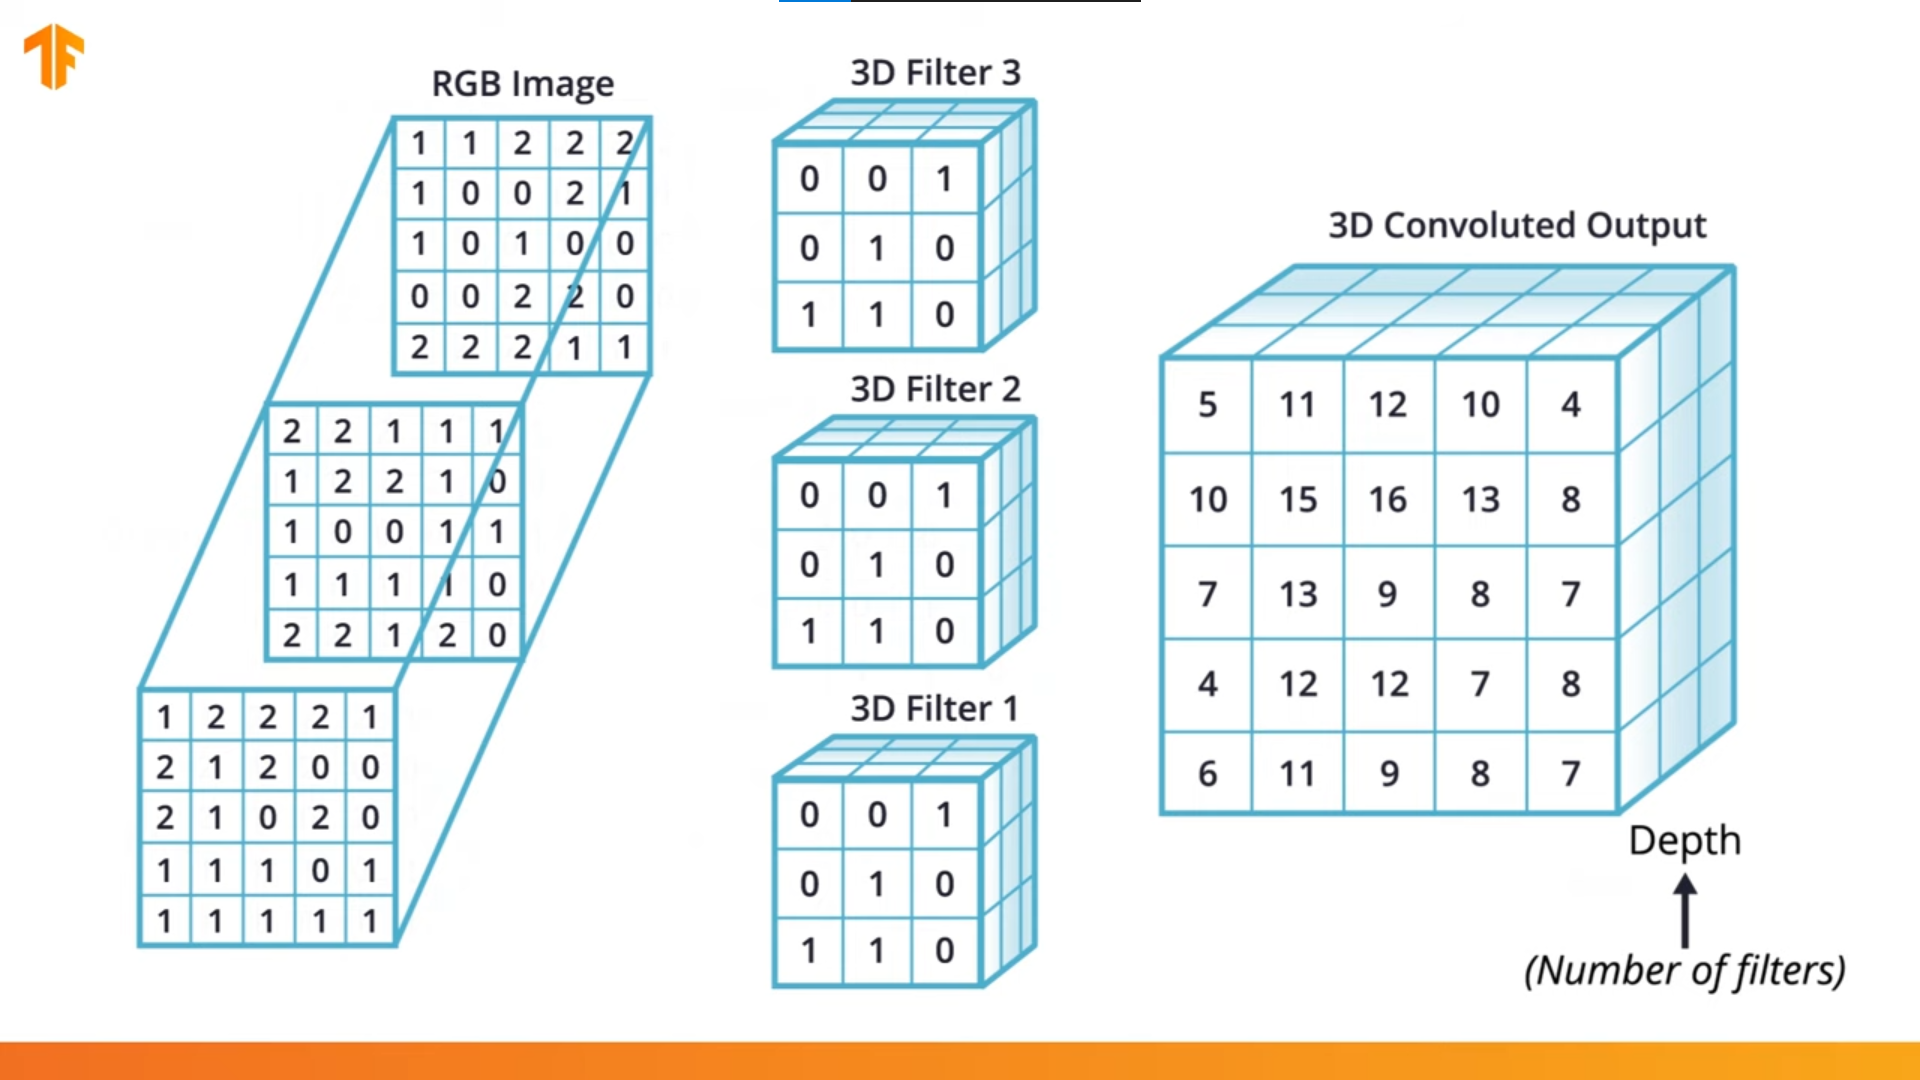 RGB Image
1 1 2 2 2
1 0 0 2 1
1 0 1 0 0
0 0 2 2 0
2 2 2 1 1
2 2 1 1 1
1 2 2 1 0
1 0 0 1 1
1 1 1 1 0
2 2 1 2 0
1 2 2 2 1
2 1 2 0 0
2 1 0 2 0
1 1 1 0 1
1 1 1 1 1
3D Filter 3
0 0 1
0 1 0
1 1 0
3D Filter 2
0 0 1
0 1 0
1 1 0
3D Filter 1
0 0 1
0 1 0
1 1 0
3D Convoluted Output
5 11 12 10 4
10 15 16 13 8
7 13 9 8 7
4 12 12 7 8
6 11 9 8 7
Depth
(Number of filters)